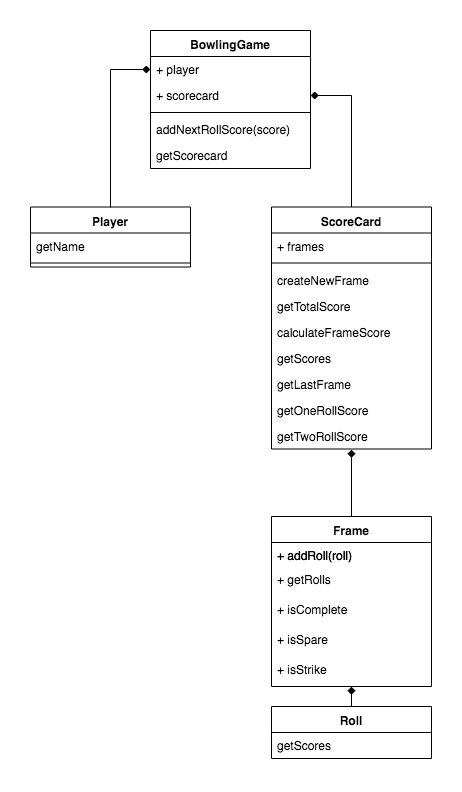 BowlingGame
+ player
+ scorecard
addNextRollScore(score)
getScorecard
Player
getName
ScoreCard
+ frames
createNewFrame
getTotalScore
calculateFrameScore
getScores
getLastFrame
getOneRollScore
getTwoRollScore
Frame
+ addRoll(roll)
+ getRolls
+ isComplete
+ isSpare
+ isStrike
Roll
getScores